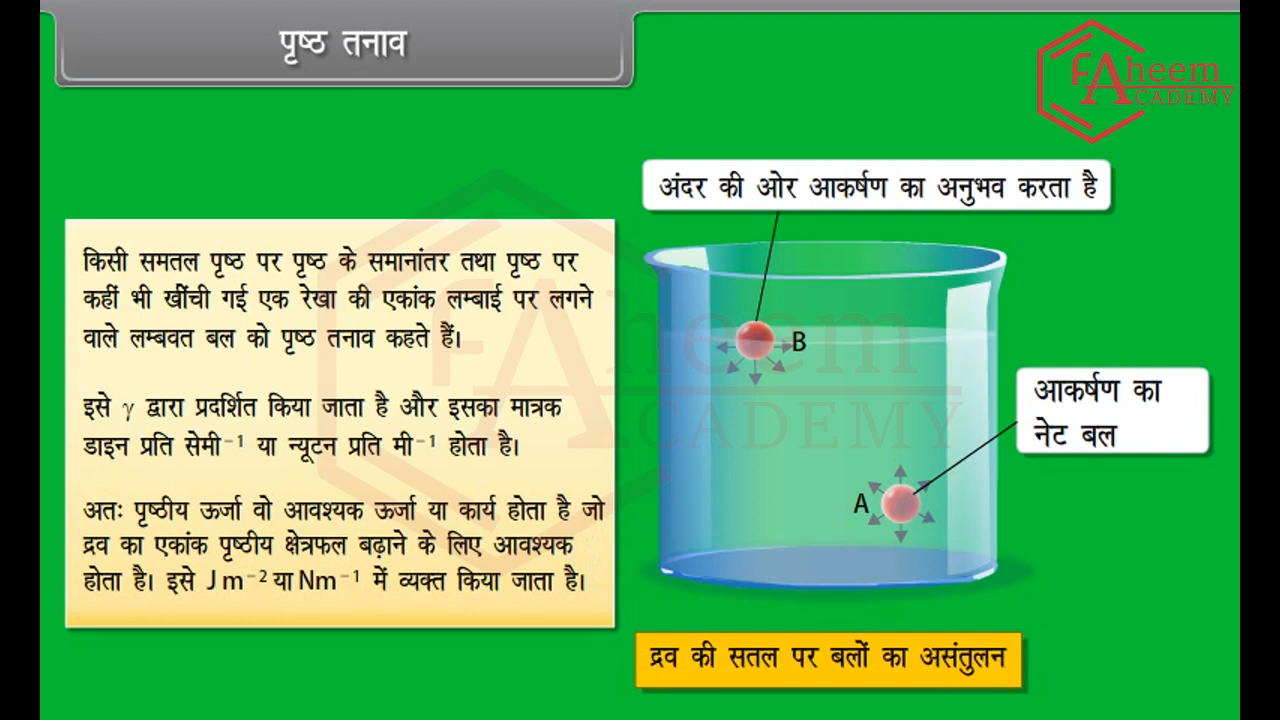 पृष्ठ तनाव
Faheem
ACADEMY
अंदर की ओर आकर्षण का अनुभव करता है
किसी समतल पृष्ठ पर पृष्ठ के समानांतर तथा पृष्ठ पर
कहीं भी खींची गई एक रेखा की एकांक लम्बाई पर लगने
वाले लम्बवत बल को पृष्ठ तनाव कहते हैं।
इसे γ द्वारा प्रदर्शित किया जाता है और इसका मात्रक
डाइन प्रति सेमी⁻¹ या न्यूटन प्रति मी⁻¹ होता है।
अतः पृष्ठीय ऊर्जा वो आवश्यक ऊर्जा या कार्य होता है जो
द्रव का एकांक पृष्ठीय क्षेत्रफल बढ़ाने के लिए आवश्यक
होता है। इसे J m⁻² या Nm⁻¹ में व्यक्त किया जाता है।
B
आकर्षण का
नेट बल
A
द्रव की सतल पर बलों का असंतुलन
Faheem
ACADEMY